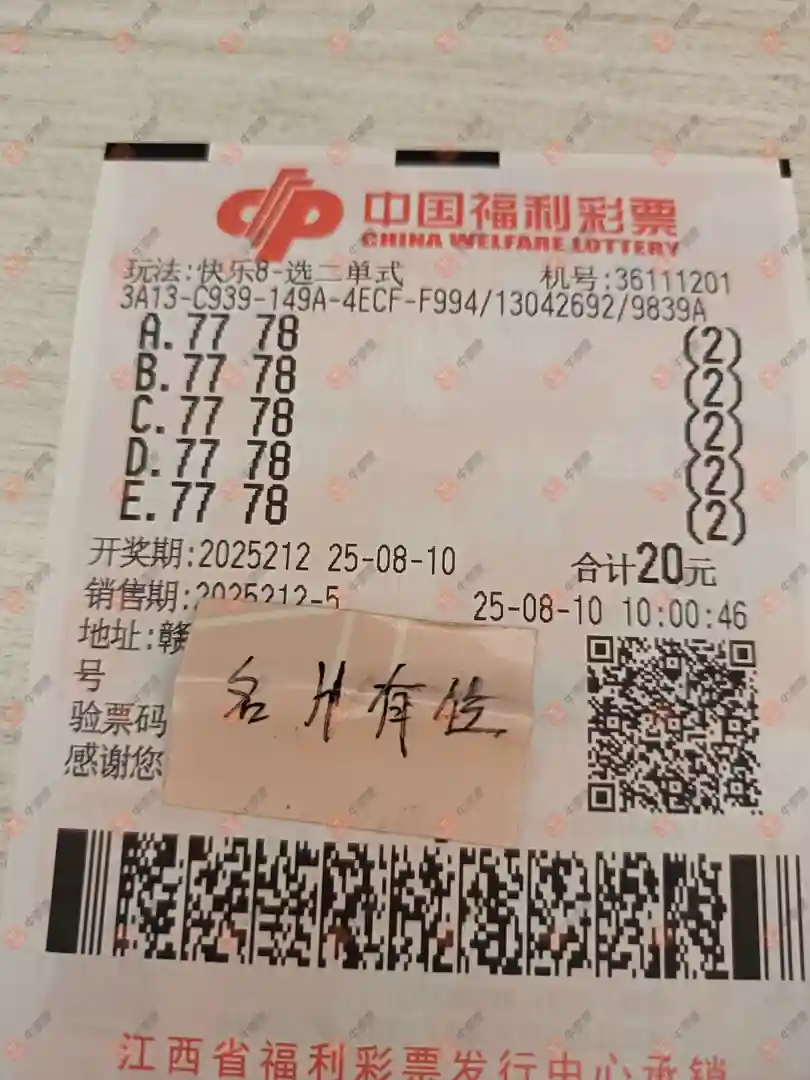 中国福利彩票
CHINA WELFARE LOTTERY
玩法:快乐8-选二单式 机号:36111201
3A13-C939-149A-4ECF-F994/13042692/9839A
A.77 78 (2)
B.77 78 (2)
C.77 78 (2)
D.77 78 (2)
E.77 78 (2)
开奖期:2025212 25-08-10 合计20元
销售期:2025212-5 25-08-10 10:00:46
地址:赣
号
验票码
感谢您
名片有位
江西省福利彩票发行中心承销